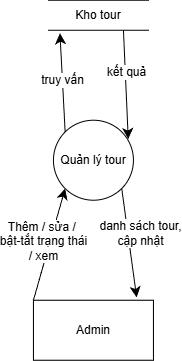 Kho tour
truy vấn
kết quả
Quản lý tour
Thêm / sửa /
bật-tắt trạng thái
/ xem
danh sách tour,
cập nhật
Admin